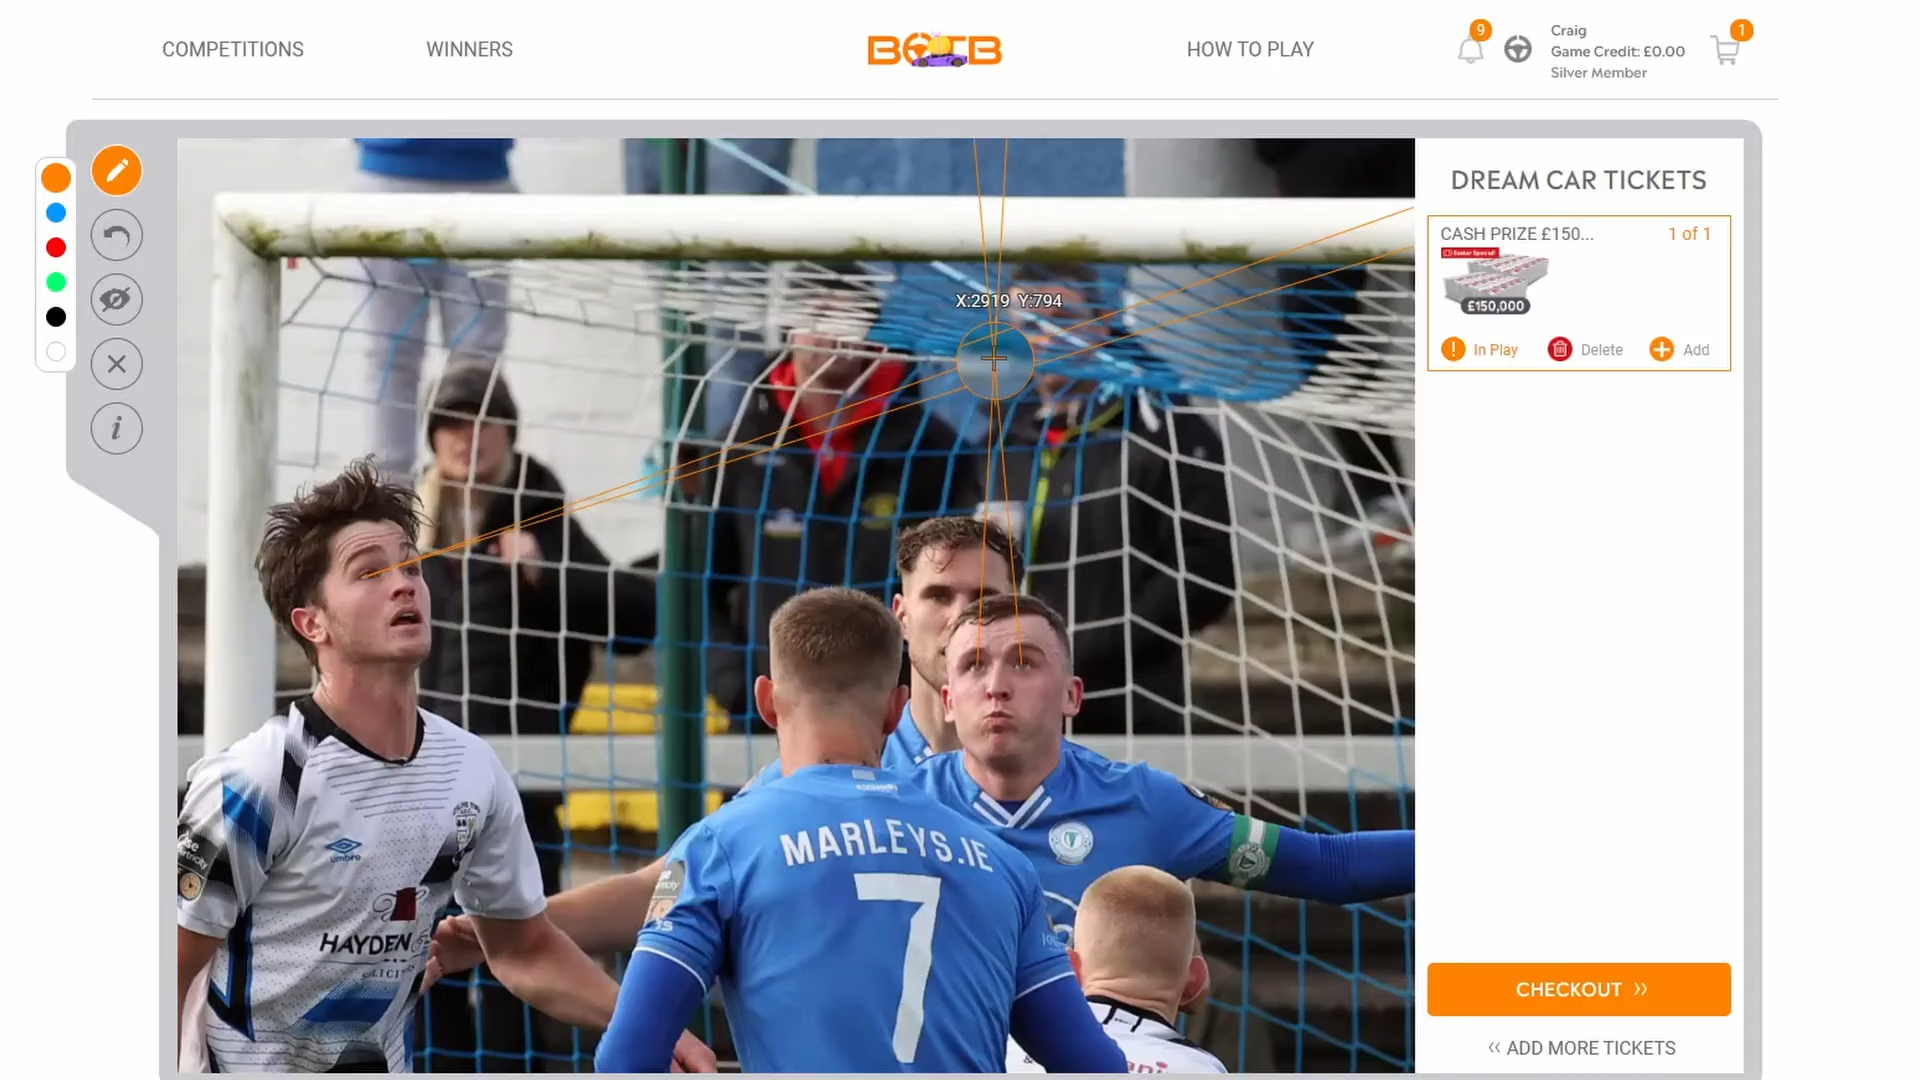 COMPETITIONS
WINNERS
BOTB
HOW TO PLAY
9
Craig
Game Credit: £0.00
Silver Member
1
DREAM CAR TICKETS
CASH PRIZE £150...
1 of 1
Easter Special!
£150,000
In Play
Delete
Add
X:2919 Y:794
MARLEYS.IE
7
umbro
HAYDEN
CHECKOUT
ADD MORE TICKETS